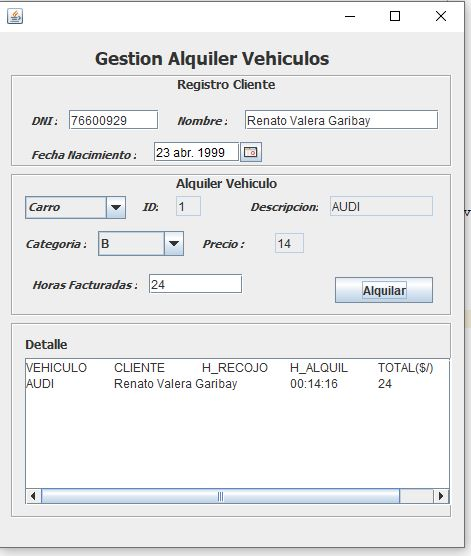 Gestion Alquiler Vehiculos
Registro Cliente
DNI : 76600929 Nombre : Renato Valera Garibay
Fecha Nacimiento : 23 abr. 1999
Alquiler Vehiculo
Carro ID: 1 Descripcion: AUDI
Categoria : B Precio : 14
Horas Facturadas : 24 Alquilar
Detalle
VEHICULO CLIENTE H_RECOJO H_ALQUIL TOTAL($/)
AUDI Renato Valera Garibay 00:14:16 24